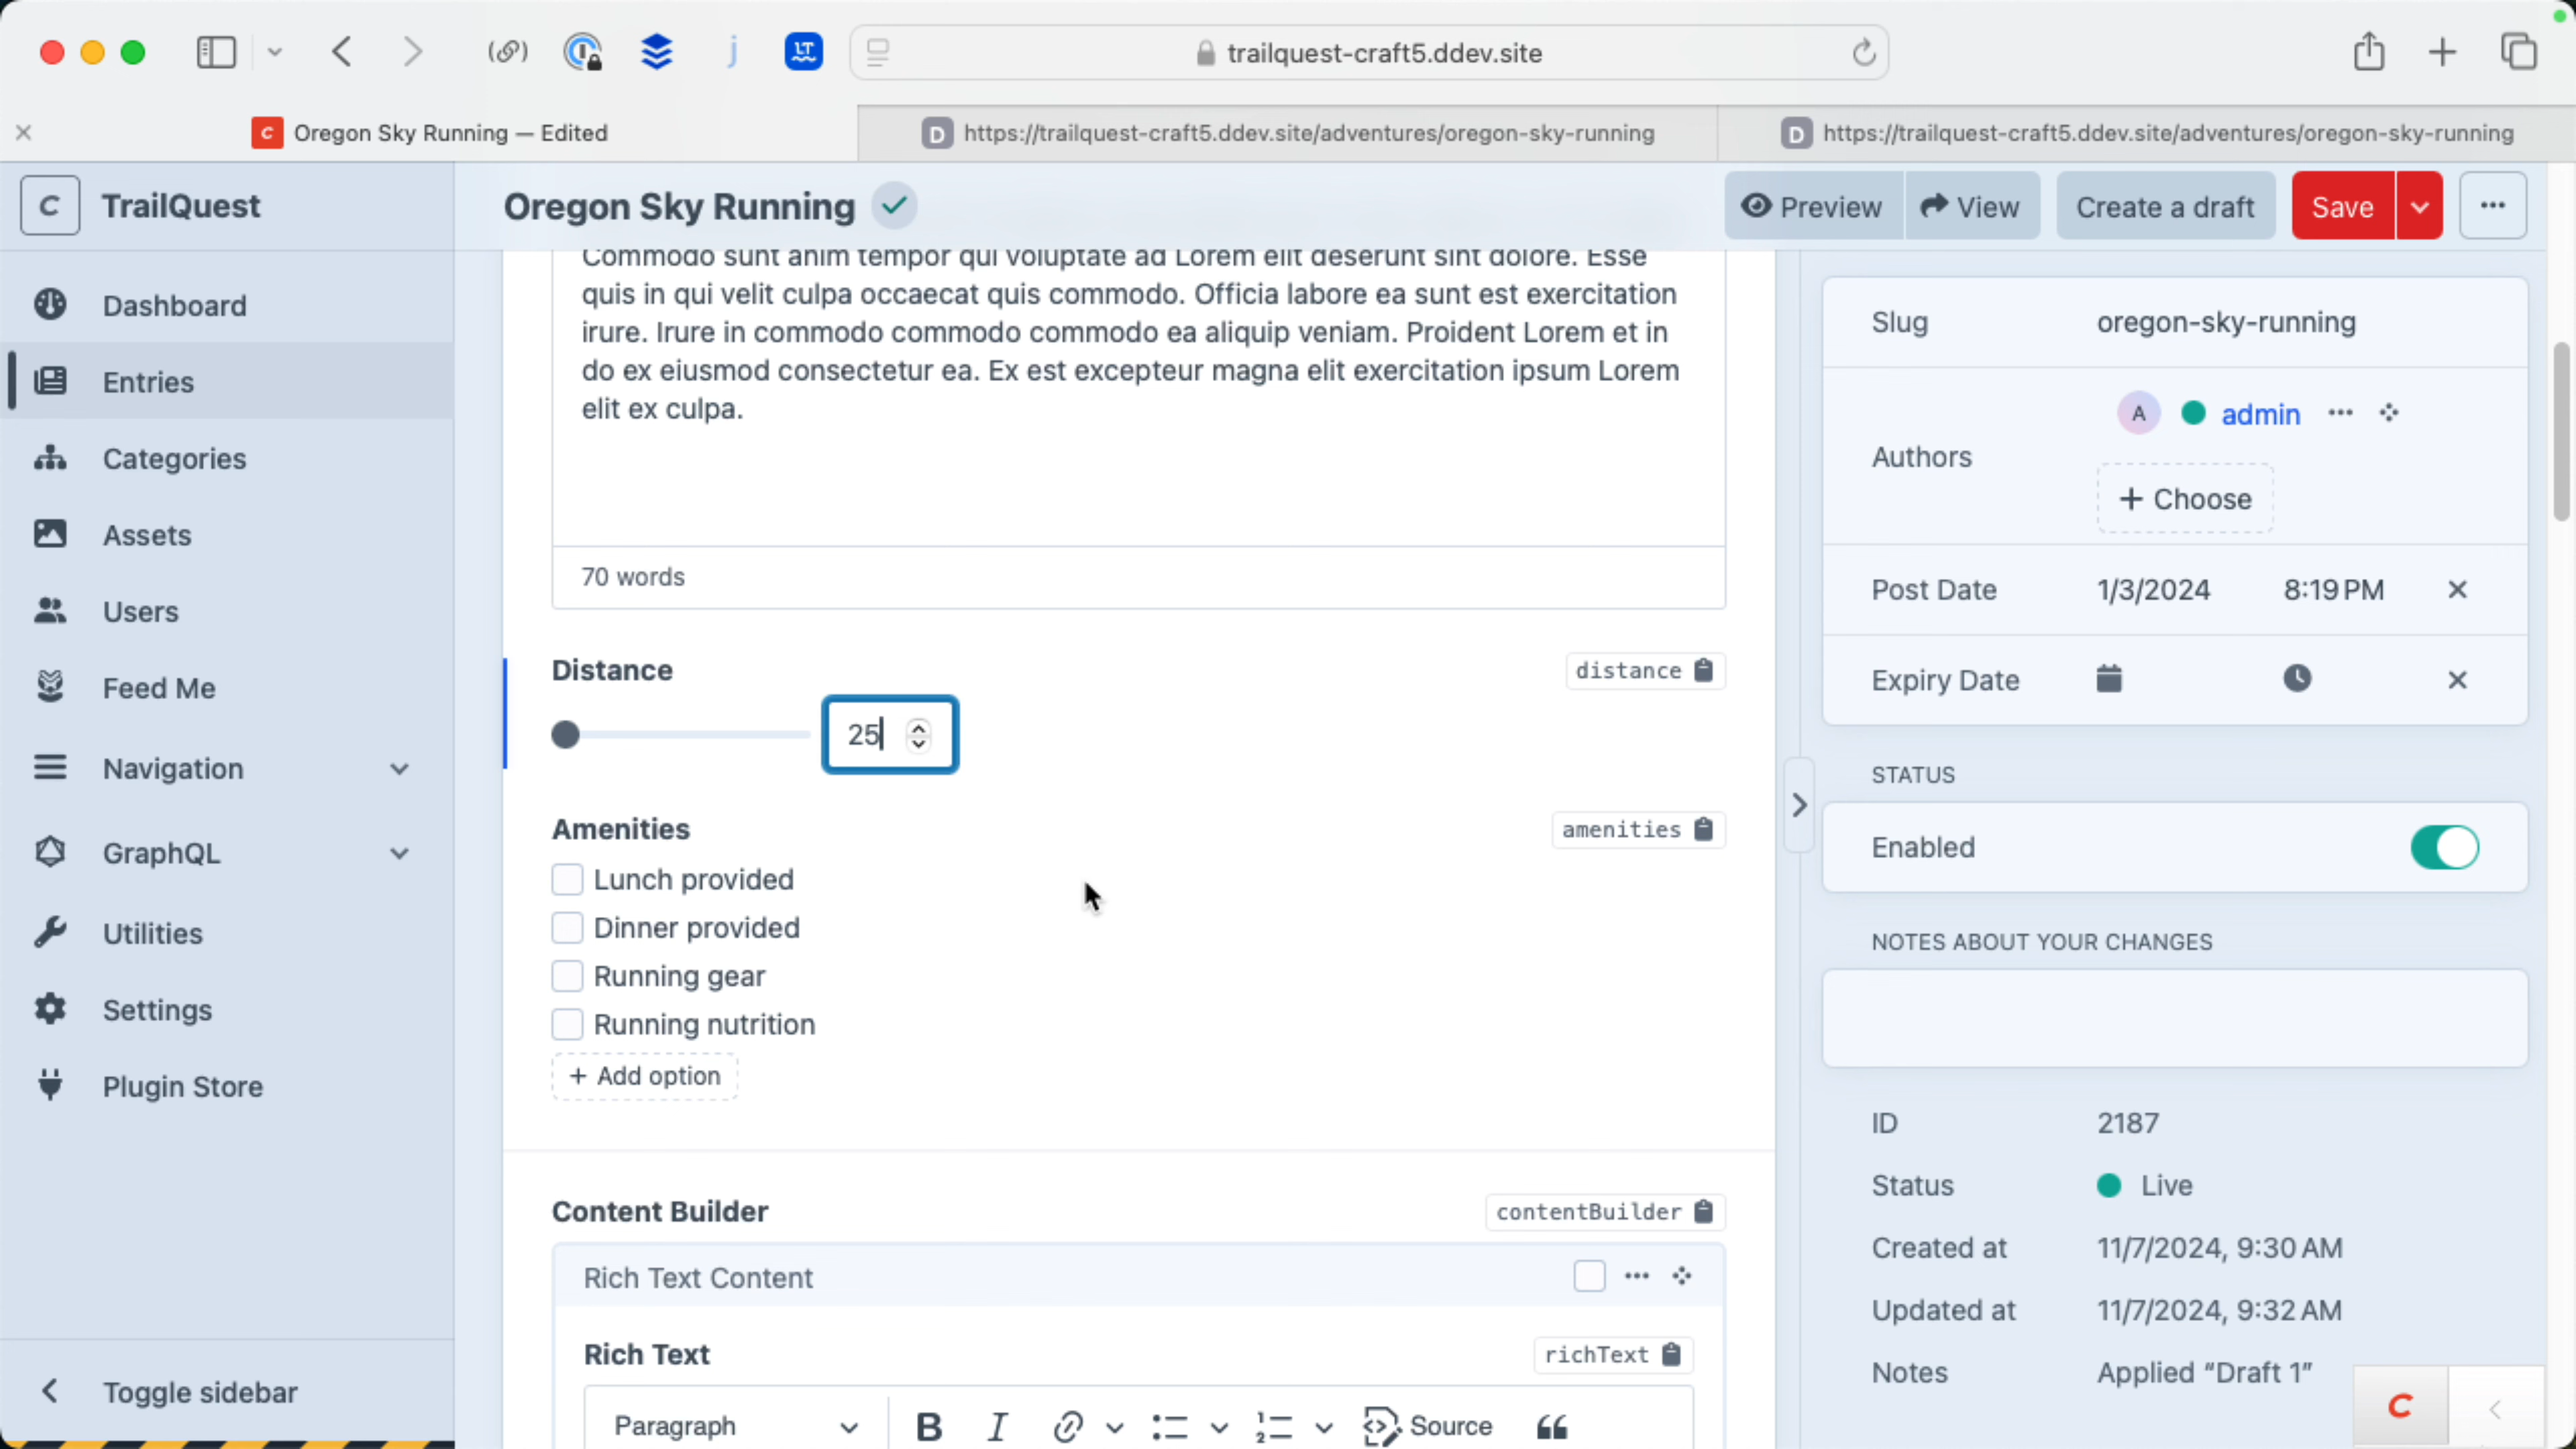 trailquest-craft5.ddev.site
Oregon Sky Running — Edited
https://trailquest-craft5.ddev.site/adventures/oregon-sky-running
https://trailquest-craft5.ddev.site/adventures/oregon-sky-running
C TrailQuest
Dashboard
Entries
Categories
Assets
Users
Feed Me
Navigation
GraphQL
Utilities
Settings
Plugin Store
Toggle sidebar
Oregon Sky Running
Preview
View
Create a draft
Save
Commodo sunt anim tempor qui voluptate ad Lorem elit deserunt sint dolore. Esse
quis in qui velit culpa occaecat quis commodo. Officia labore ea sunt est exercitation
irure. Irure in commodo commodo commodo ea aliquip veniam. Proident Lorem et in
do ex eiusmod consectetur ea. Ex est excepteur magna elit exercitation ipsum Lorem
elit ex culpa.
70 words
Distance
distance
25
Amenities
amenities
Lunch provided
Dinner provided
Running gear
Running nutrition
+ Add option
Content Builder
contentBuilder
Rich Text Content
Rich Text
richText
Paragraph
B I
Source
Slug oregon-sky-running
Authors
A admin
+ Choose
Post Date 1/3/2024 8:19 PM
Expiry Date
STATUS
Enabled
NOTES ABOUT YOUR CHANGES
ID 2187
Status Live
Created at 11/7/2024, 9:30 AM
Updated at 11/7/2024, 9:32 AM
Notes Applied “Draft 1”